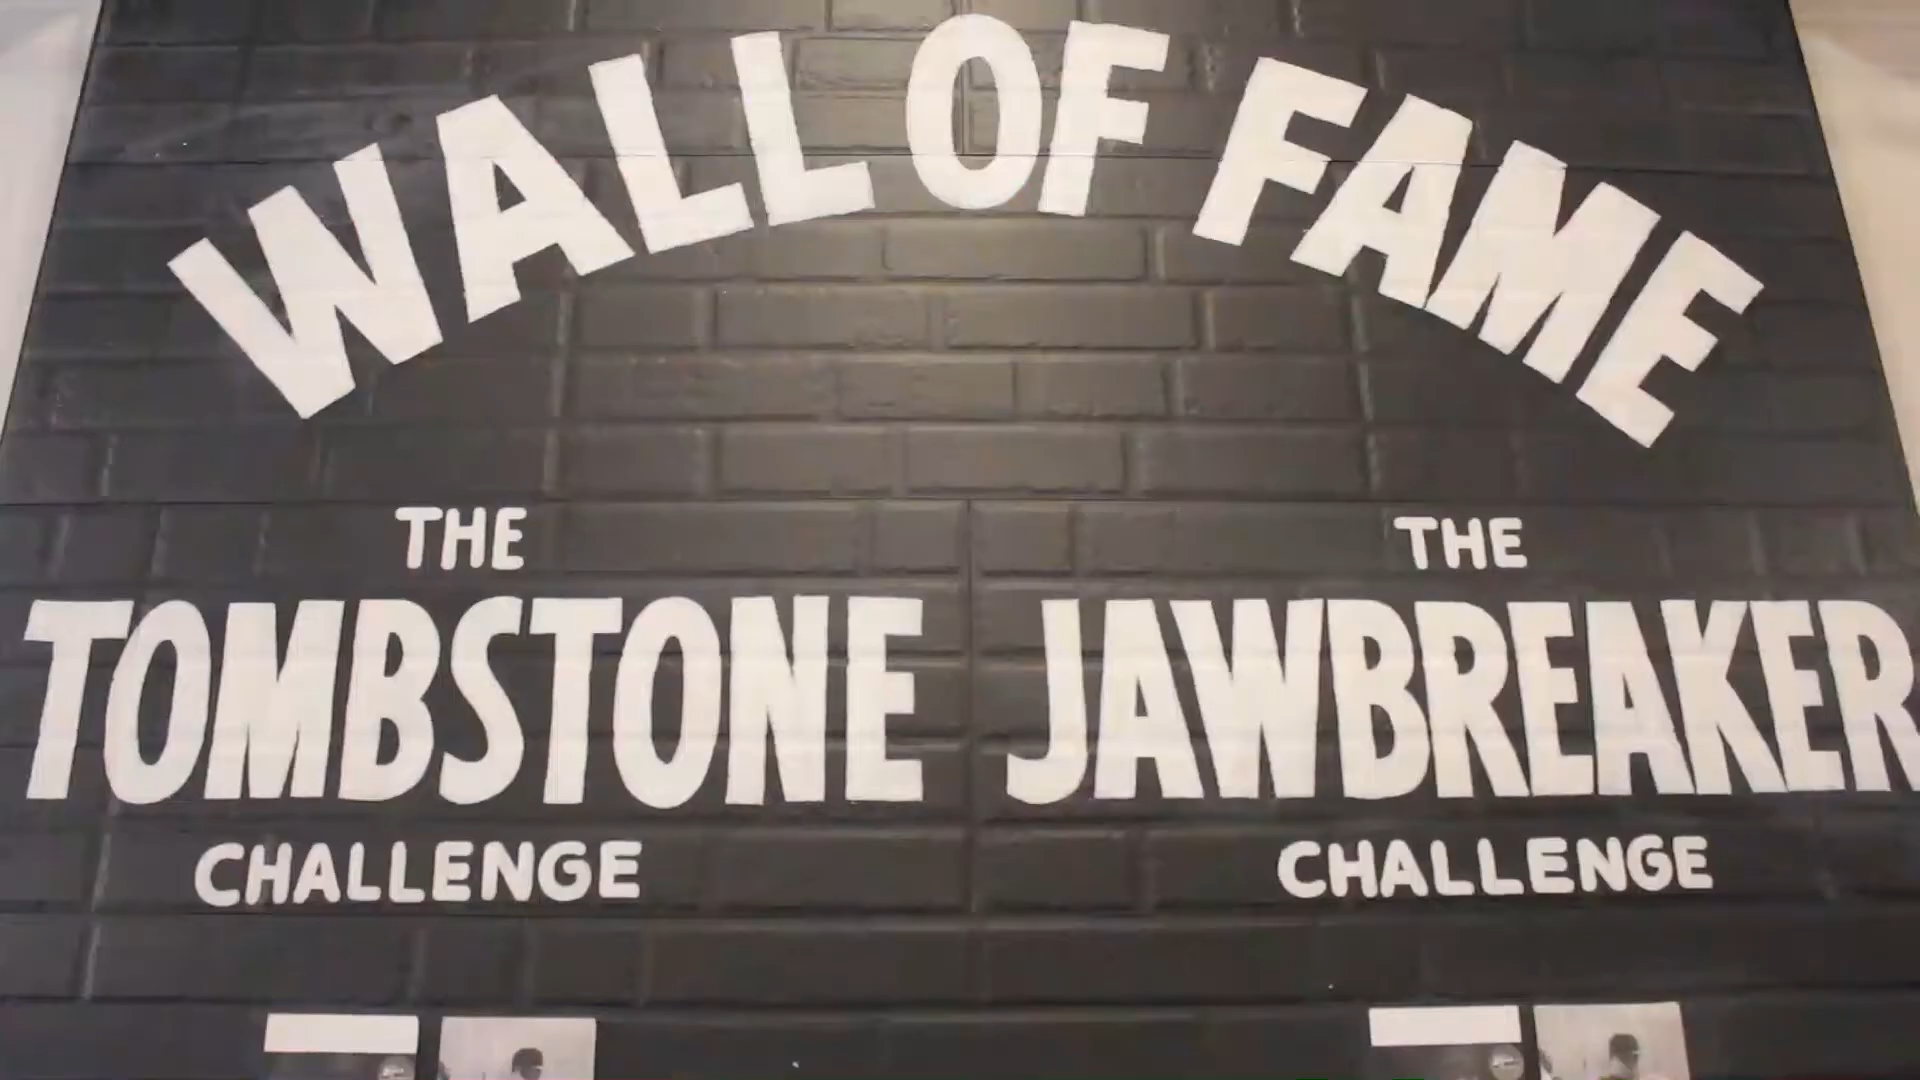 WALL OF FAME
THE
TOMBSTONE
CHALLENGE
THE
JAWBREAKER
CHALLENGE